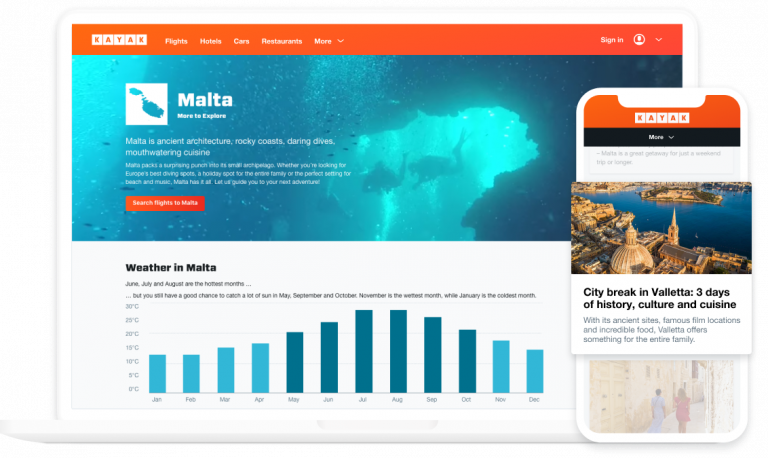 KAYAK
Flights Hotels Cars Restaurants More
Sign in
Malta
More to Explore
Malta is ancient architecture, rocky coasts, daring dives,
mouthwatering cuisine
Malta packs a surprising punch into its small archipelago. Whether you're looking for
Europe's best diving spots, a holiday spot for the entire family or the perfect setting for
beach and music, Malta has it all  Let us guide you to your next adventure!
Search flights to Malta
Weather in Malta
June, July and August are the hottest months ...
... but you still have a good chance to catch a lot of sun in May, September and October. November is the wettest month, while January is the coldest month.
30°C
25°C
20°C
15°C
10°C
5°C
0°C
Jan Feb Mar Apr May Jun Jul Aug Sep Oct Nov Dec
KAYAK
More
– Malta is a great getaway for just a weekend
trip or longer.
City break in Valletta: 3 days
of history, culture and cuisine
With its ancient sites, famous film locations
and incredible food, Valletta offers
something for the entire family.